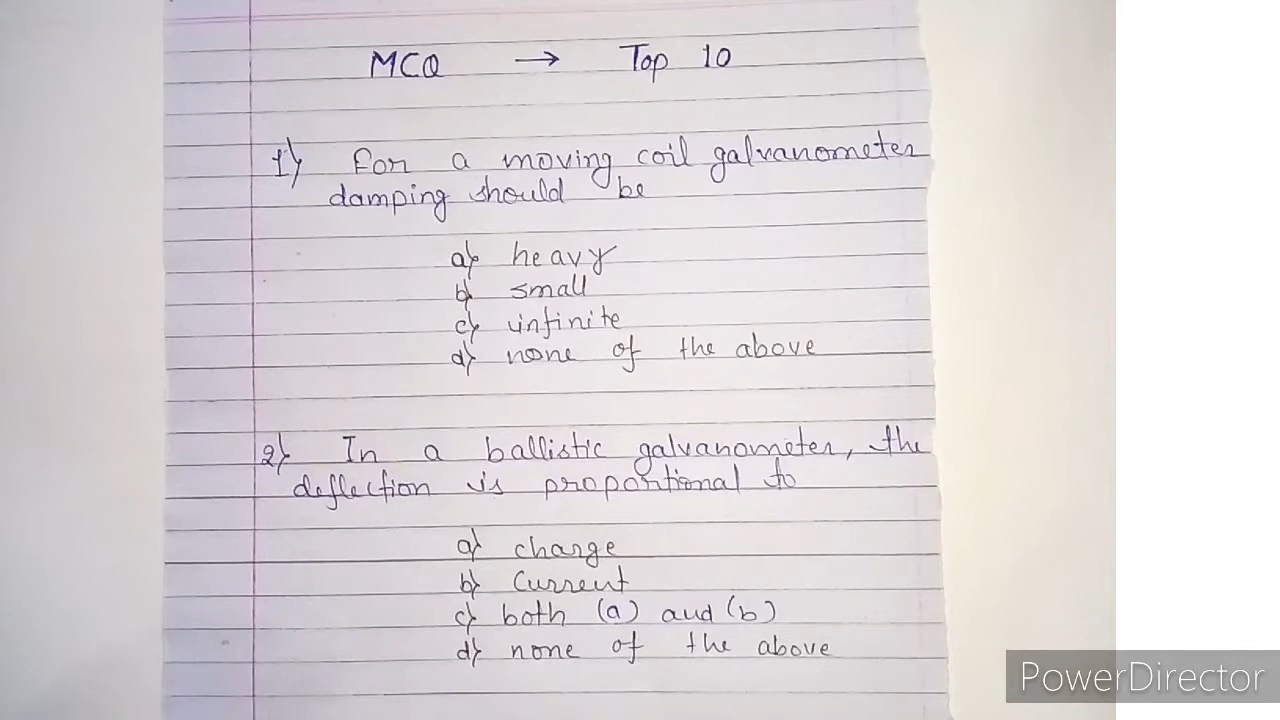 MCQ → Top 10
1) For a moving coil galvanometer
damping should be
a) heavy
b) small
c) infinite
d) none of the above
2) In a ballistic galvanometer, the
deflection is proportional to
a) charge
b) Current
c) both (a) and (b)
d) none of the above
PowerDirector